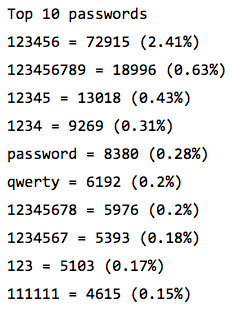 Top 10 passwords
123456 = 72915 (2.41%)
123456789 = 18996 (0.63%)
12345 = 13018 (0.43%)
1234 = 9269 (0.31%)
password = 8380 (0.28%)
qwerty = 6192 (0.2%)
12345678 = 5976 (0.2%)
1234567 = 5393 (0.18%)
123 = 5103 (0.17%)
111111 = 4615 (0.15%)